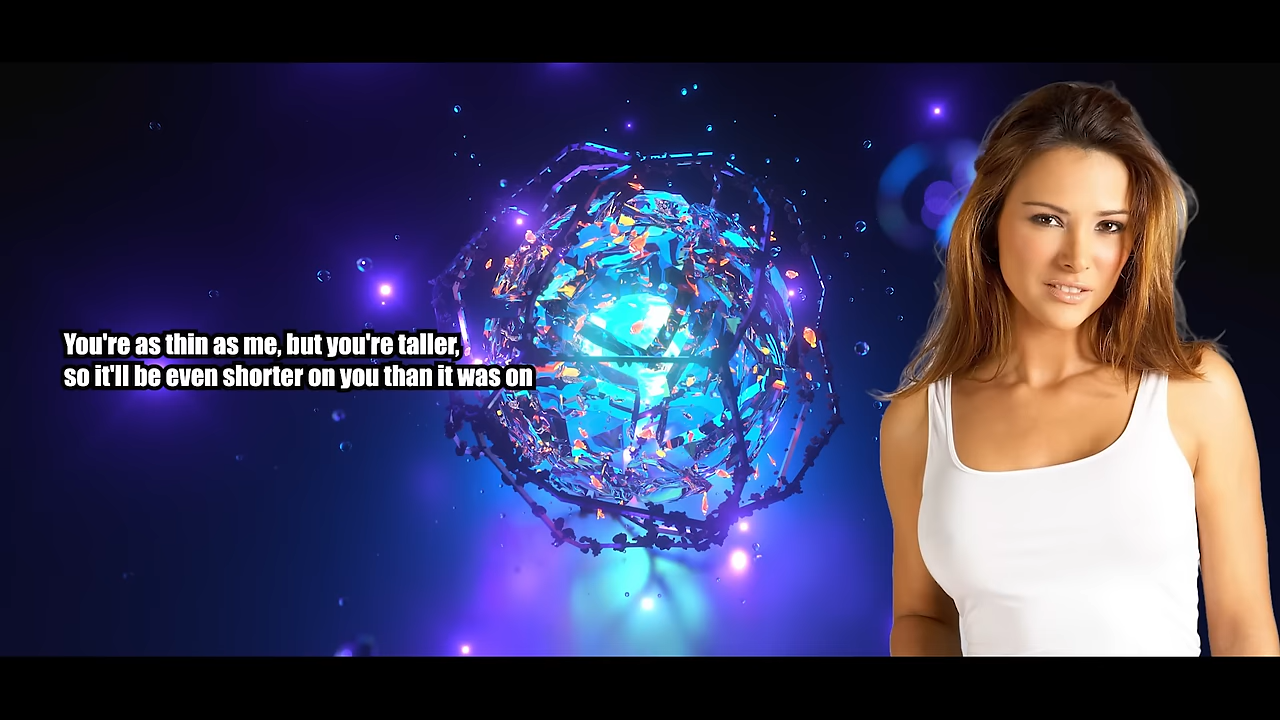 You're as thin as me, but you're taller,
so it'll be even shorter on you than it was on